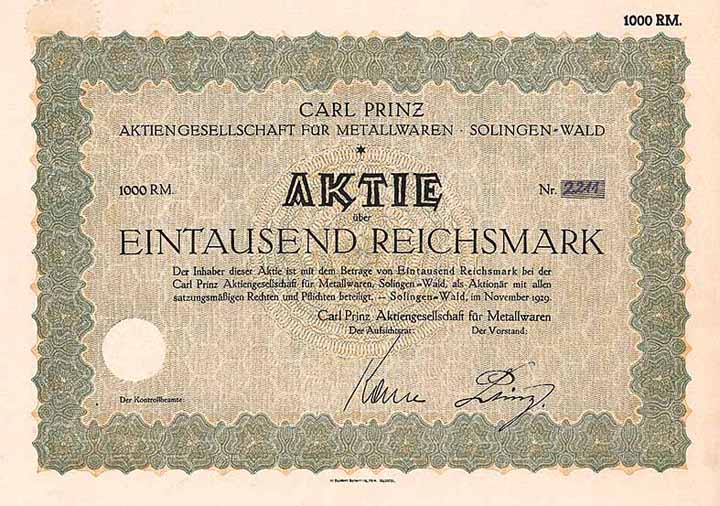 1000 RM.
CARL PRINZ
AKTIENGESELLSCHAFT FÜR METALLWAREN · SOLINGEN-WALD
1000 RM.
AKTIE
Nr. 2211
über
EINTAUSEND REICHSMARK
Der Inhaber dieser Aktie ist mit dem Betrage von Eintausend Reichsmark bei der
Carl Prinz Aktiengesellschaft für Metallwaren, Solingen-Wald, als Aktionär mit allen
satzungsmäßigen Rechten und Pflichten beteiligt. — Solingen-Wald, im November 1929.
Carl Prinz Aktiengesellschaft für Metallwaren
Der Aufsichtsrat: Der Vorstand:
Prinz.
Der Kontrollbeamte: